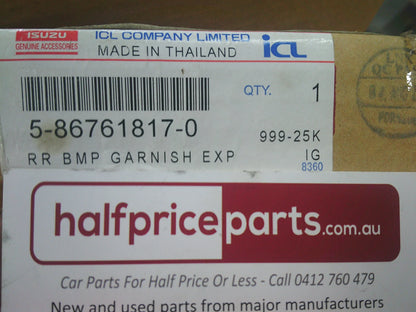 ISUZU
GENUINE ACCESSORIES
ICL COMPANY LIMITED
MADE IN THAILAND
icL
QTY. 1
5-86761817-0
999-25K
RR BMP GARNISH EXP IG
8360
halfpriceparts.com.au
Car Parts For Half Price Or Less - Call 0412 760 479
New and used parts from major manufacturers